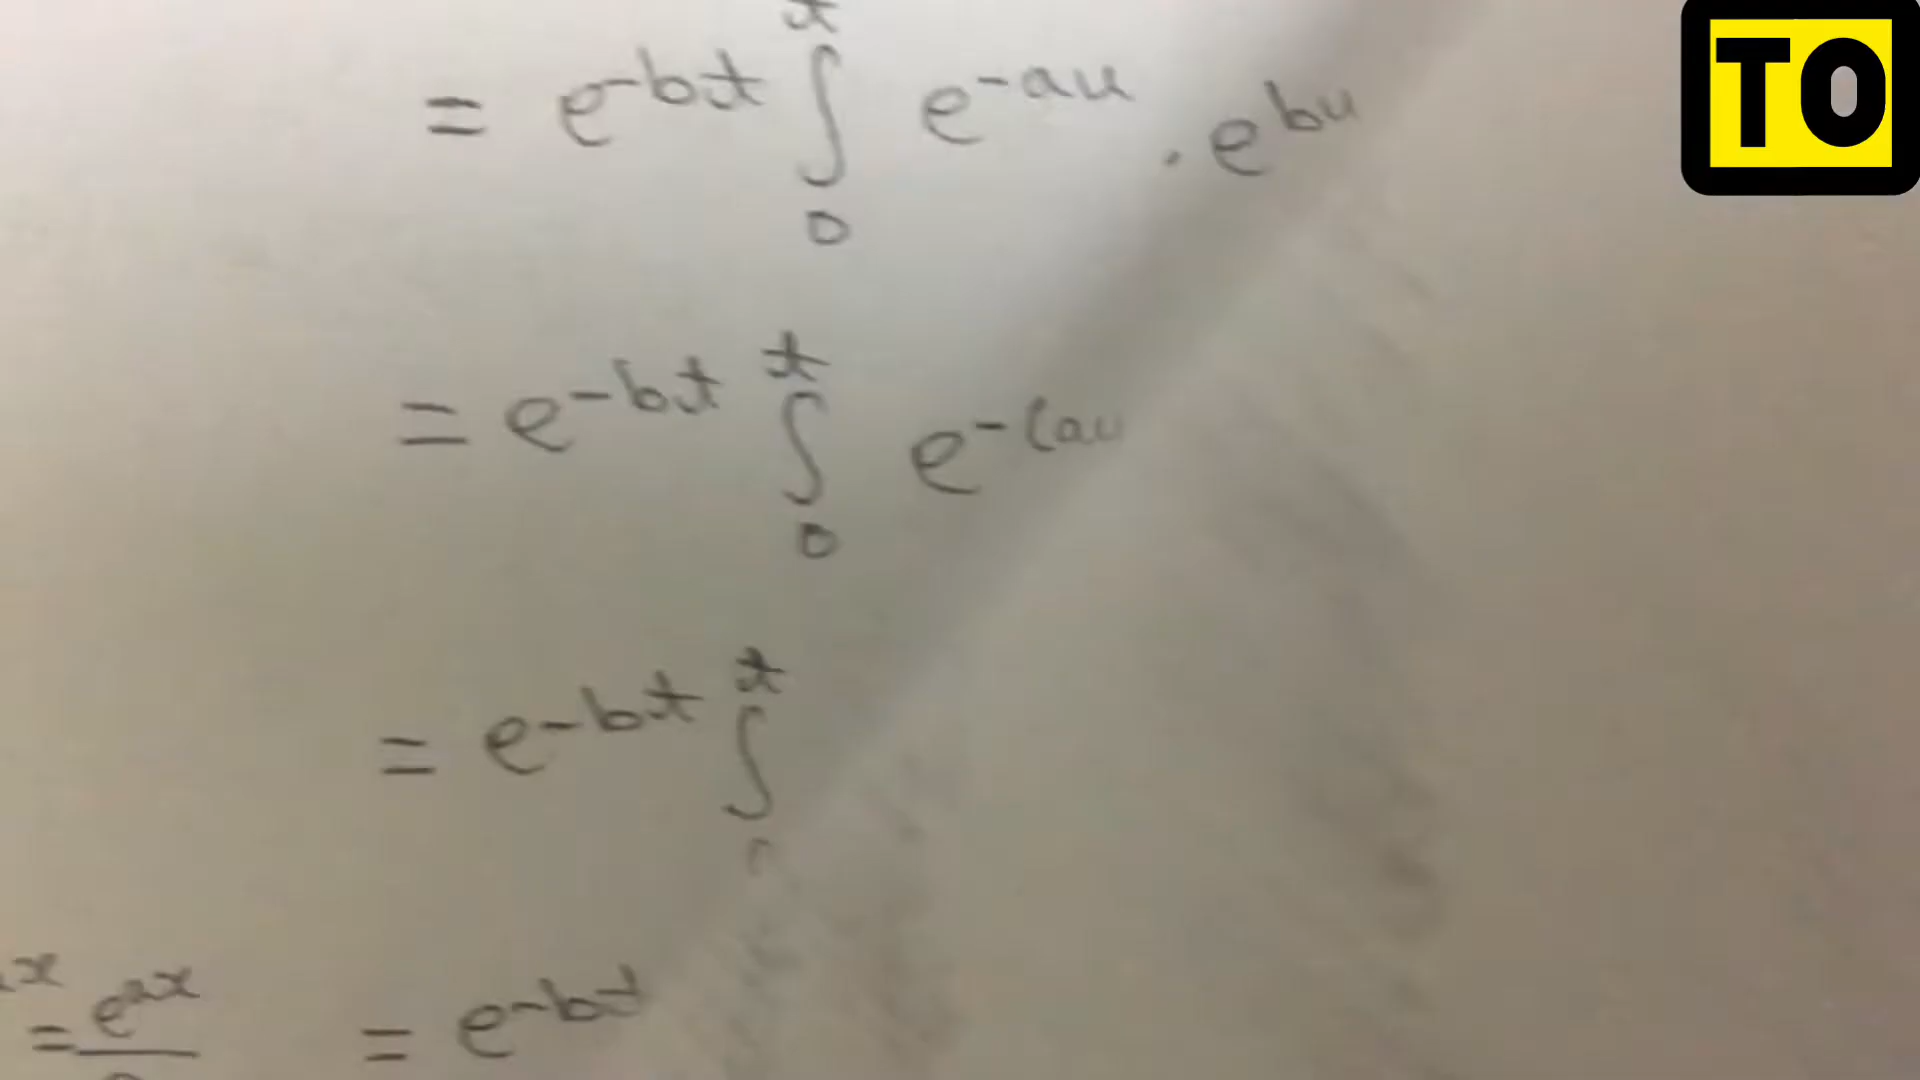 TO
= e^{-bt} ∫_0^t e^{-au} . e^{bu}
= e^{-bt} ∫_0^t e^{-(au
= e^{-bt} ∫^t
= e^{ax}
= e^{-bt}